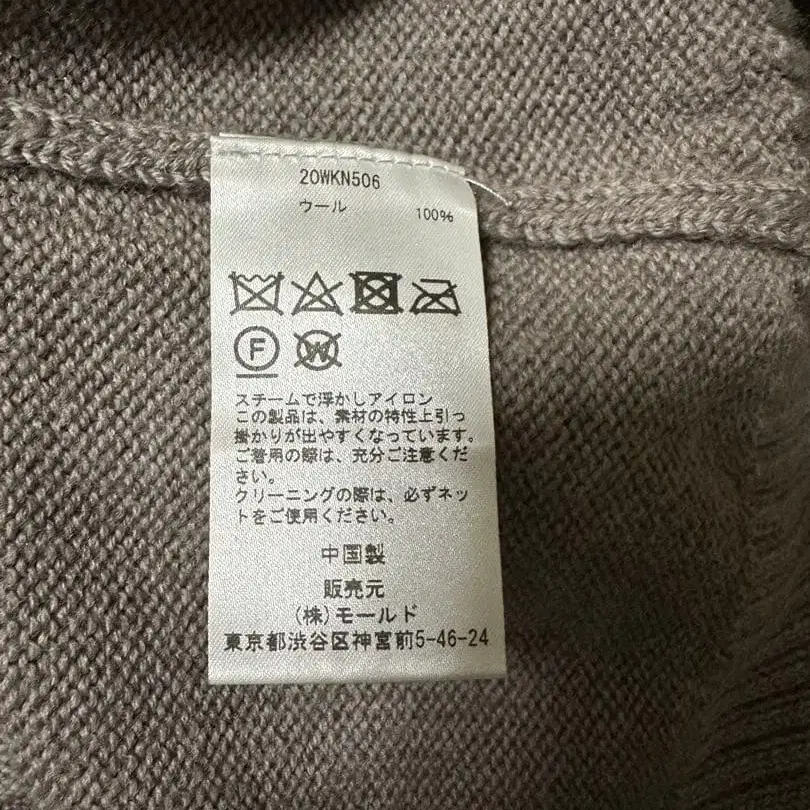 20WKN506
ウール 100%
F
W
スチームで浮かしアイロン
この製品は、素材の特性上引っ
掛かりが出やすくなっています。
ご着用の際は、充分ご注意くだ
さい。
クリーニングの際は、必ずネッ
トをご使用ください。
中国製
販売元
(株)モールド
東京都渋谷区神宮前5-46-24